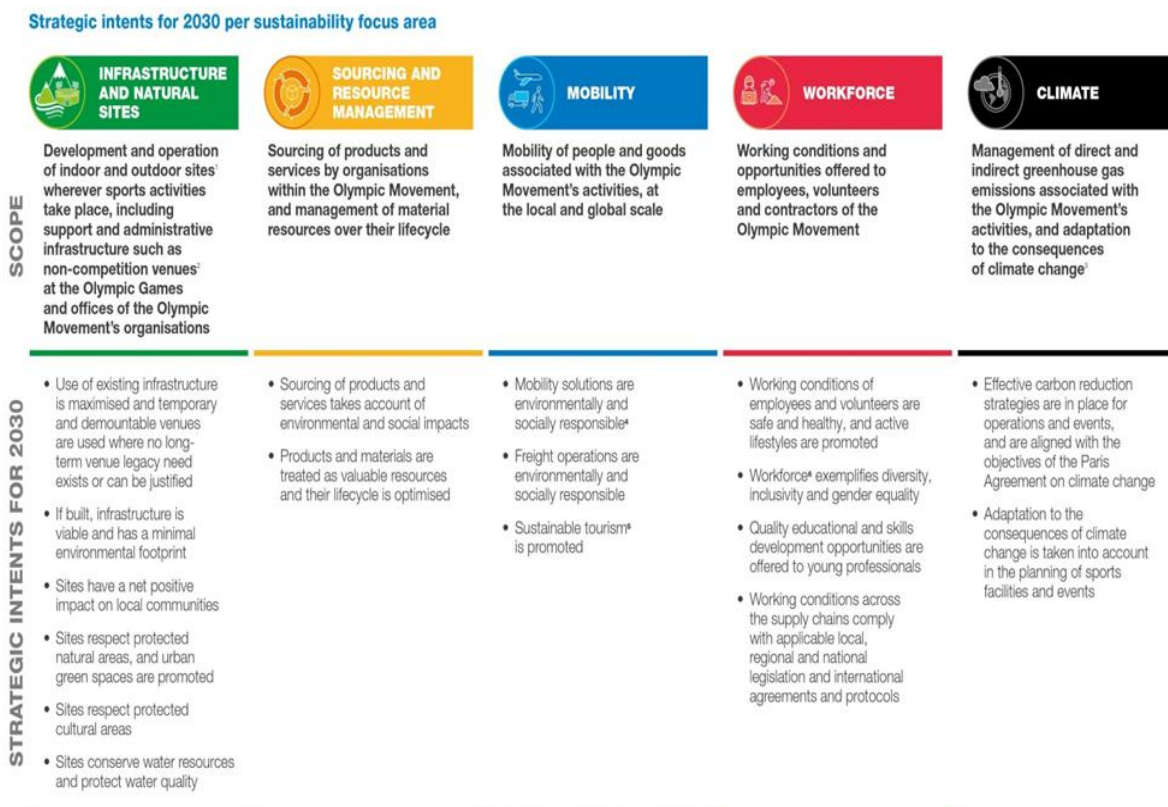 Strategic intents for 2030 per sustainability focus area
INFRASTRUCTURE
AND NATURAL
SITES
SOURCING AND
RESOURCE
MANAGEMENT
MOBILITY
WORKFORCE
CLIMATE
SCOPE
Development and operation
of indoor and outdoor sites¹
wherever sports activities
take place, including
support and administrative
infrastructure such as
non-competition venues²
at the Olympic Games
and offices of the Olympic
Movement's organisations
Sourcing of products and
services by organisations
within the Olympic Movement,
and management of material
resources over their lifecycle
Mobility of people and goods
associated with the Olympic
Movement's activities, at
the local and global scale
Working conditions and
opportunities offered to
employees, volunteers
and contractors of the
Olympic Movement
Management of direct and
indirect greenhouse gas
emissions associated with
the Olympic Movement's
activities, and adaptation
to the consequences
of climate change³
STRATEGIC INTENTS FOR 2030
• Use of existing infrastructure
is maximised and temporary
and demountable venues
are used where no long-
term venue legacy need
exists or can be justified
• If built, infrastructure is
viable and has a minimal
environmental footprint
• Sites have a net positive
impact on local communities
• Sites respect protected
natural areas, and urban
green spaces are promoted
• Sites respect protected
cultural areas
• Sites conserve water resources
and protect water quality
• Sourcing of products and
services takes account of
environmental and social impacts
• Products and materials are
treated as valuable resources
and their lifecycle is optimised
• Mobility solutions are
environmentally and
socially responsible⁴
• Freight operations are
environmentally and
socially responsible
• Sustainable tourism⁵
is promoted
• Working conditions of
employees and volunteers are
safe and healthy, and active
lifestyles are promoted
• Workforce⁶ exemplifies diversity,
inclusivity and gender equality
• Quality educational and skills
development opportunities are
offered to young professionals
• Working conditions across
the supply chains comply
with applicable local,
regional and national
legislation and international
agreements and protocols
• Effective carbon reduction
strategies are in place for
operations and events,
and are aligned with the
objectives of the Paris
Agreement on climate change
• Adaptation to the
consequences of climate
change is taken into account
in the planning of sports
facilities and events